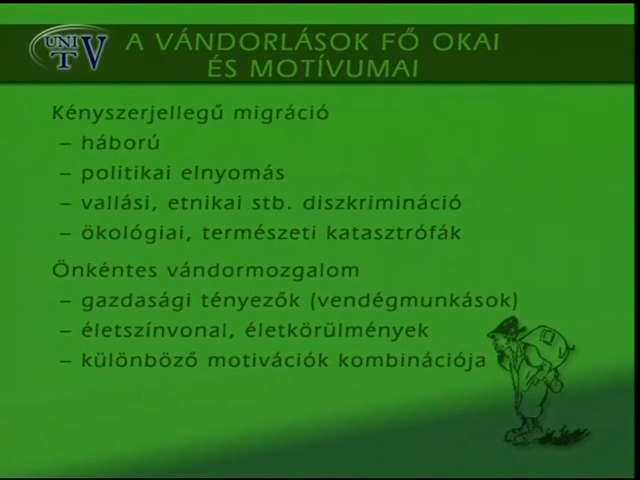 UNI
TV
A VÁNDORLÁSOK FŐ OKAI
ÉS MOTÍVUMAI
Kényszerjellegű migráció
– háború
– politikai elnyomás
– vallási, etnikai stb. diszkrimináció
– ökológiai, természeti katasztrófák
Önkéntes vándormozgalom
– gazdasági tényezők (vendégmunkások)
– életszínvonal, életkörülmények
– különböző motivációk kombinációja